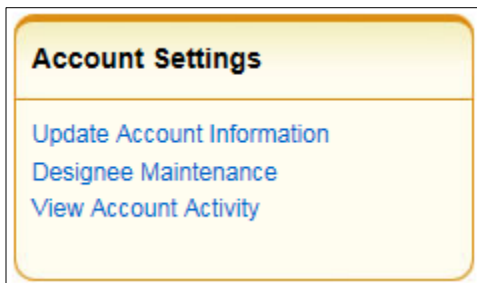 Account Settings
Update Account Information
Designee Maintenance
View Account Activity